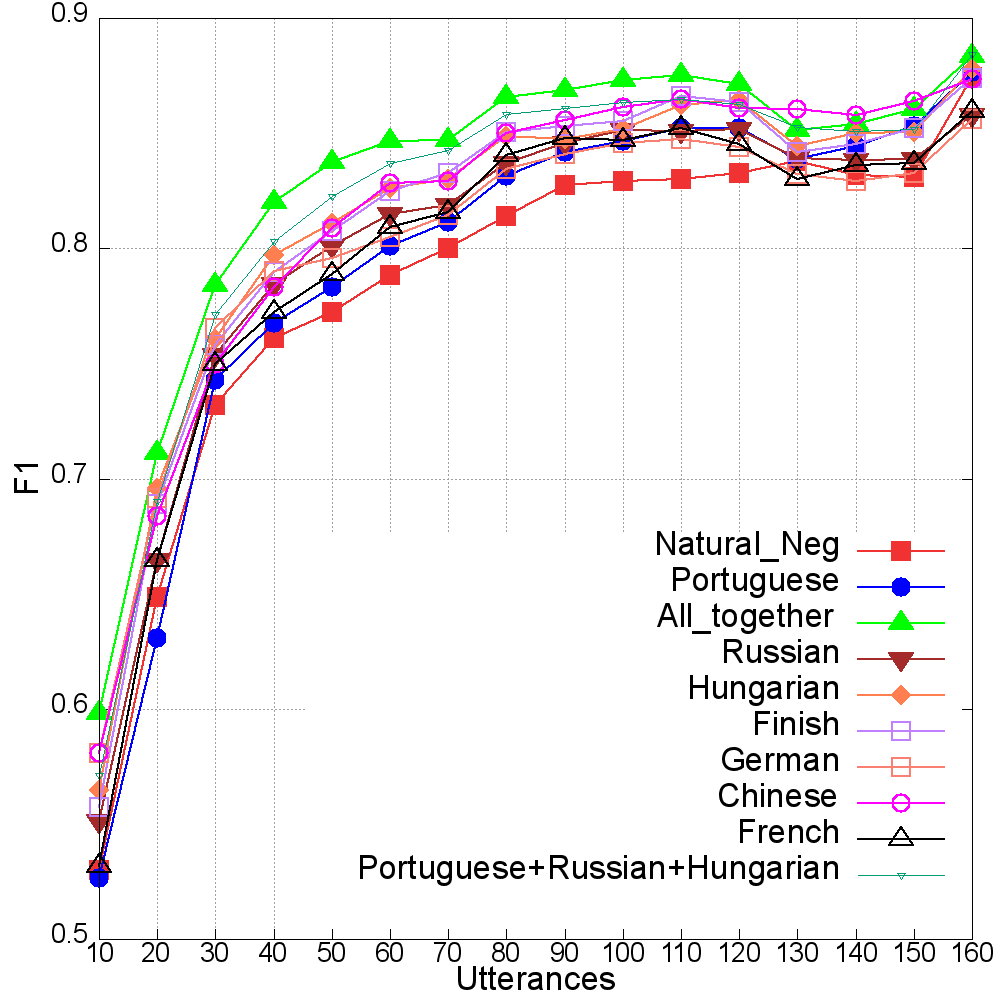 0.9
0.8
0.7
0.6
0.5
F1
Natural_Neg
Portuguese
All_together
Russian
Hungarian
Finish
German
Chinese
French
Portuguese+Russian+Hungarian
10 20 30 40 50 60 70 80 90 100 110 120 130 140 150 160
Utterances